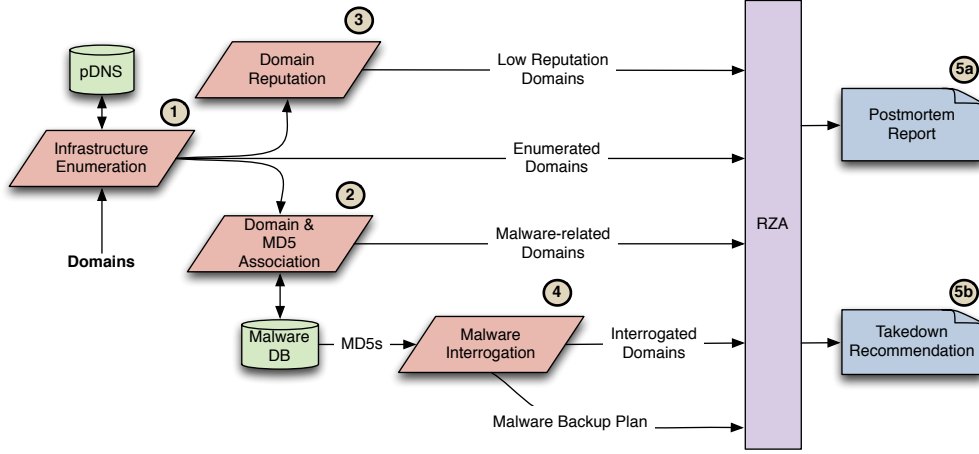 3
Domain
Reputation
Low Reputation
Domains
5a
pDNS
1
Postmortem
Report
Infrastructure
Enumeration
Enumerated
Domains
2
RZA
Domain &
MD5
Association
Malware-related
Domains
Domains
4
5b
Malware
DB
MD5s
Malware
Interrogation
Interrogated
Domains
Takedown
Recommendation
Malware Backup Plan